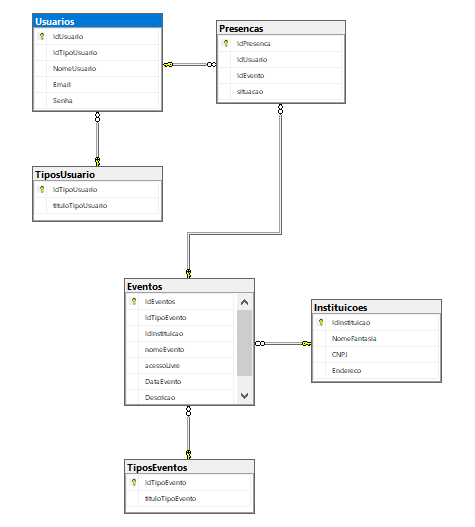 Usuarios
IdUsuario
IdTipoUsuario
NomeUsuario
Email
Senha
Presencas
IdPresenca
IdUsuario
IdEvento
situacao
TiposUsuario
IdTipoUsuario
tituloTipoUsuario
Eventos
IdEventos
IdTipoEvento
IdInstituicao
nomeEvento
acessoLivre
DataEvento
Descricao
Instituicoes
IdInstituicao
NomeFantasia
CNPJ
Endereco
TiposEventos
IdTipoEvento
tituloTipoEvento